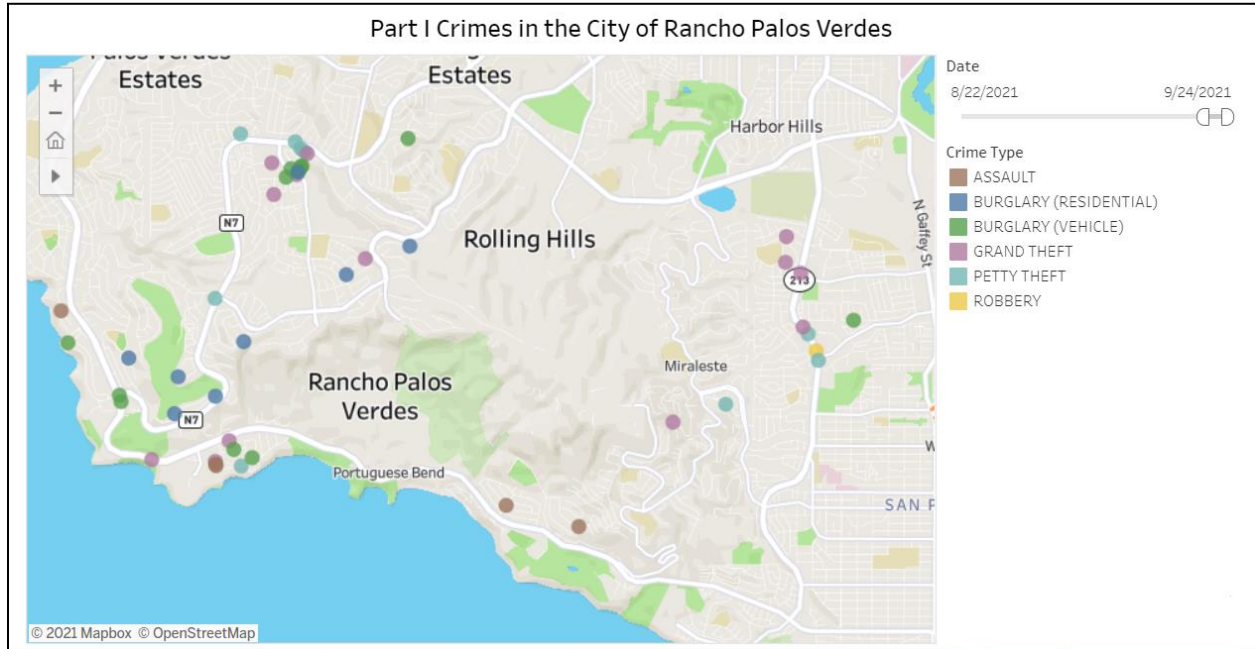 Part I Crimes in the City of Rancho Palos Verdes
Estates
Estates
Harbor Hills
N7
N Gaffey St
Rolling Hills
213
Miraleste
Rancho Palos
Verdes
N7
Portuguese Bend
SAN P
W
© 2021 Mapbox © OpenStreetMap
Date
8/22/2021 9/24/2021
Crime Type
ASSAULT
BURGLARY (RESIDENTIAL)
BURGLARY (VEHICLE)
GRAND THEFT
PETTY THEFT
ROBBERY